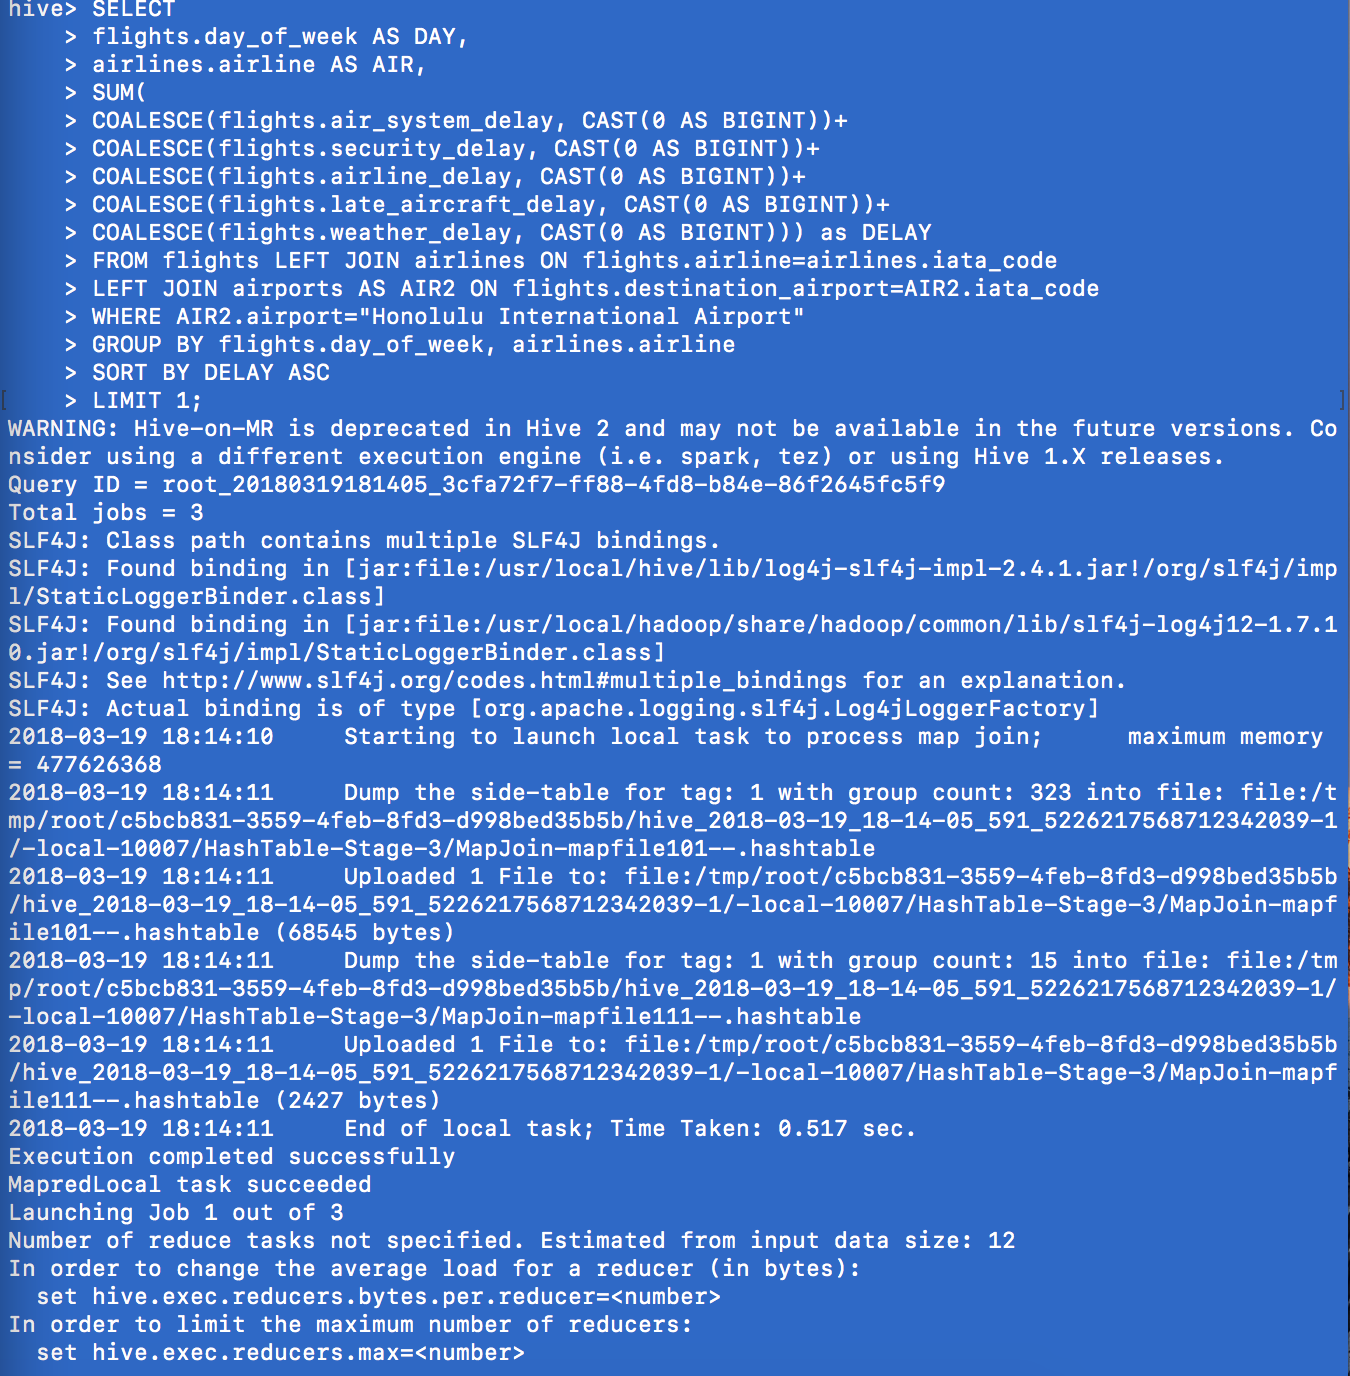 hive> SELECT
    > flights.day_of_week AS DAY,
    > airlines.airline AS AIR,
    > SUM(
    > COALESCE(flights.air_system_delay, CAST(0 AS BIGINT))+
    > COALESCE(flights.security_delay, CAST(0 AS BIGINT))+
    > COALESCE(flights.airline_delay, CAST(0 AS BIGINT))+
    > COALESCE(flights.late_aircraft_delay, CAST(0 AS BIGINT))+
    > COALESCE(flights.weather_delay, CAST(0 AS BIGINT))) as DELAY
    > FROM flights LEFT JOIN airlines ON flights.airline=airlines.iata_code
    > LEFT JOIN airports AS AIR2 ON flights.destination_airport=AIR2.iata_code
    > WHERE AIR2.airport="Honolulu International Airport"
    > GROUP BY flights.day_of_week, airlines.airline
    > SORT BY DELAY ASC
[    > LIMIT 1;                                                                                 ]
WARNING: Hive-on-MR is deprecated in Hive 2 and may not be available in the future versions. Co
nsider using a different execution engine (i.e. spark, tez) or using Hive 1.X releases.
Query ID = root_20180319181405_3cfa72f7-ff88-4fd8-b84e-86f2645fc5f9
Total jobs = 3
SLF4J: Class path contains multiple SLF4J bindings.
SLF4J: Found binding in [jar:file:/usr/local/hive/lib/log4j-slf4j-impl-2.4.1.jar!/org/slf4j/imp
l/StaticLoggerBinder.class]
SLF4J: Found binding in [jar:file:/usr/local/hadoop/share/hadoop/common/lib/slf4j-log4j12-1.7.1
0.jar!/org/slf4j/impl/StaticLoggerBinder.class]
SLF4J: See http://www.slf4j.org/codes.html#multiple_bindings for an explanation.
SLF4J: Actual binding is of type [org.apache.logging.slf4j.Log4jLoggerFactory]
2018-03-19 18:14:10     Starting to launch local task to process map join;      maximum memory
= 477626368
2018-03-19 18:14:11     Dump the side-table for tag: 1 with group count: 323 into file: file:/t
mp/root/c5bcb831-3559-4feb-8fd3-d998bed35b5b/hive_2018-03-19_18-14-05_591_5226217568712342039-1
/-local-10007/HashTable-Stage-3/MapJoin-mapfile101--.hashtable
2018-03-19 18:14:11     Uploaded 1 File to: file:/tmp/root/c5bcb831-3559-4feb-8fd3-d998bed35b5b
/hive_2018-03-19_18-14-05_591_5226217568712342039-1/-local-10007/HashTable-Stage-3/MapJoin-mapf
ile101--.hashtable (68545 bytes)
2018-03-19 18:14:11     Dump the side-table for tag: 1 with group count: 15 into file: file:/tm
p/root/c5bcb831-3559-4feb-8fd3-d998bed35b5b/hive_2018-03-19_18-14-05_591_5226217568712342039-1/
-local-10007/HashTable-Stage-3/MapJoin-mapfile111--.hashtable
2018-03-19 18:14:11     Uploaded 1 File to: file:/tmp/root/c5bcb831-3559-4feb-8fd3-d998bed35b5b
/hive_2018-03-19_18-14-05_591_5226217568712342039-1/-local-10007/HashTable-Stage-3/MapJoin-mapf
ile111--.hashtable (2427 bytes)
2018-03-19 18:14:11     End of local task; Time Taken: 0.517 sec.
Execution completed successfully
MapredLocal task succeeded
Launching Job 1 out of 3
Number of reduce tasks not specified. Estimated from input data size: 12
In order to change the average load for a reducer (in bytes):
  set hive.exec.reducers.bytes.per.reducer=<number>
In order to limit the maximum number of reducers:
  set hive.exec.reducers.max=<number>